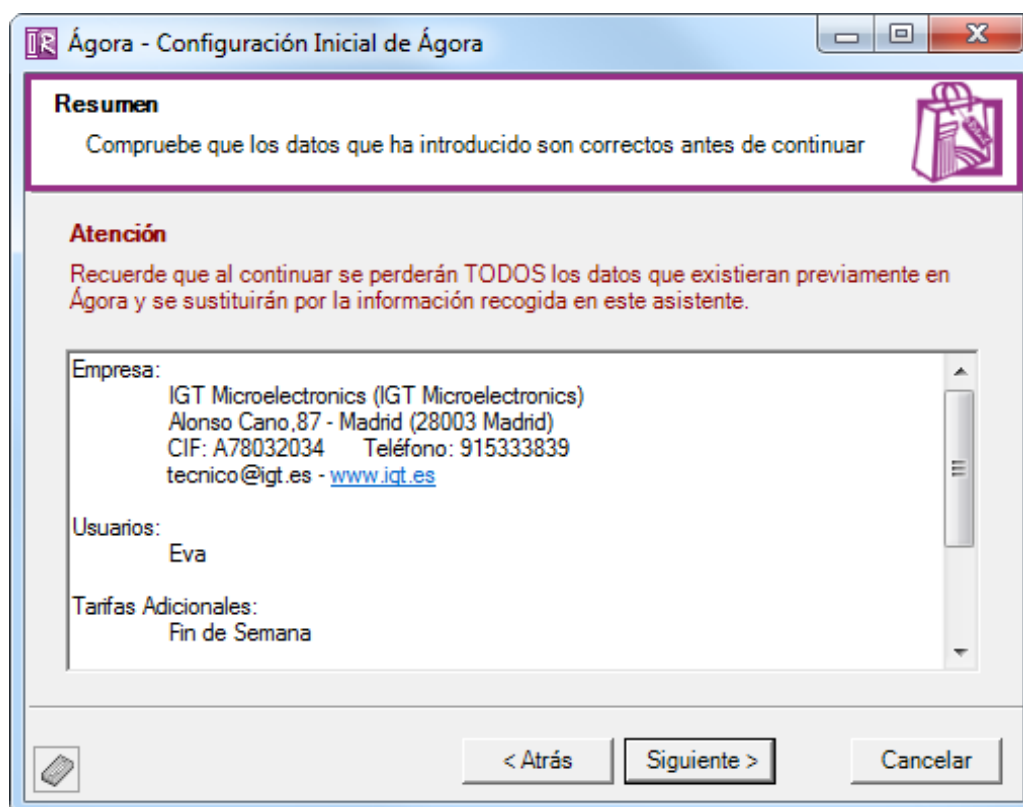 IR Ágora - Configuración Inicial de Ágora
Resumen
Compruebe que los datos que ha introducido son correctos antes de continuar
Atención
Recuerde que al continuar se perderán TODOS los datos que existieran previamente en
Ágora y se sustituirán por la información recogida en este asistente.
Empresa:
IGT Microelectronics (IGT Microelectronics)
Alonso Cano,87 - Madrid (28003 Madrid)
CIF: A78032034 Teléfono: 915333839
tecnico@igt.es - www.igt.es
Usuarios:
Eva
Tarifas Adicionales:
Fin de Semana
< Atrás Siguiente > Cancelar